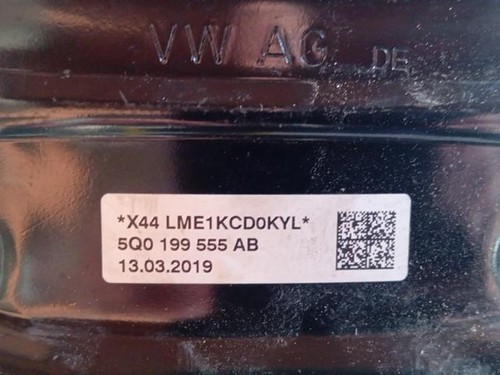 VW AG DE
*X44 LME1KCD0KYL*
5Q0 199 555 AB
13.03.2019